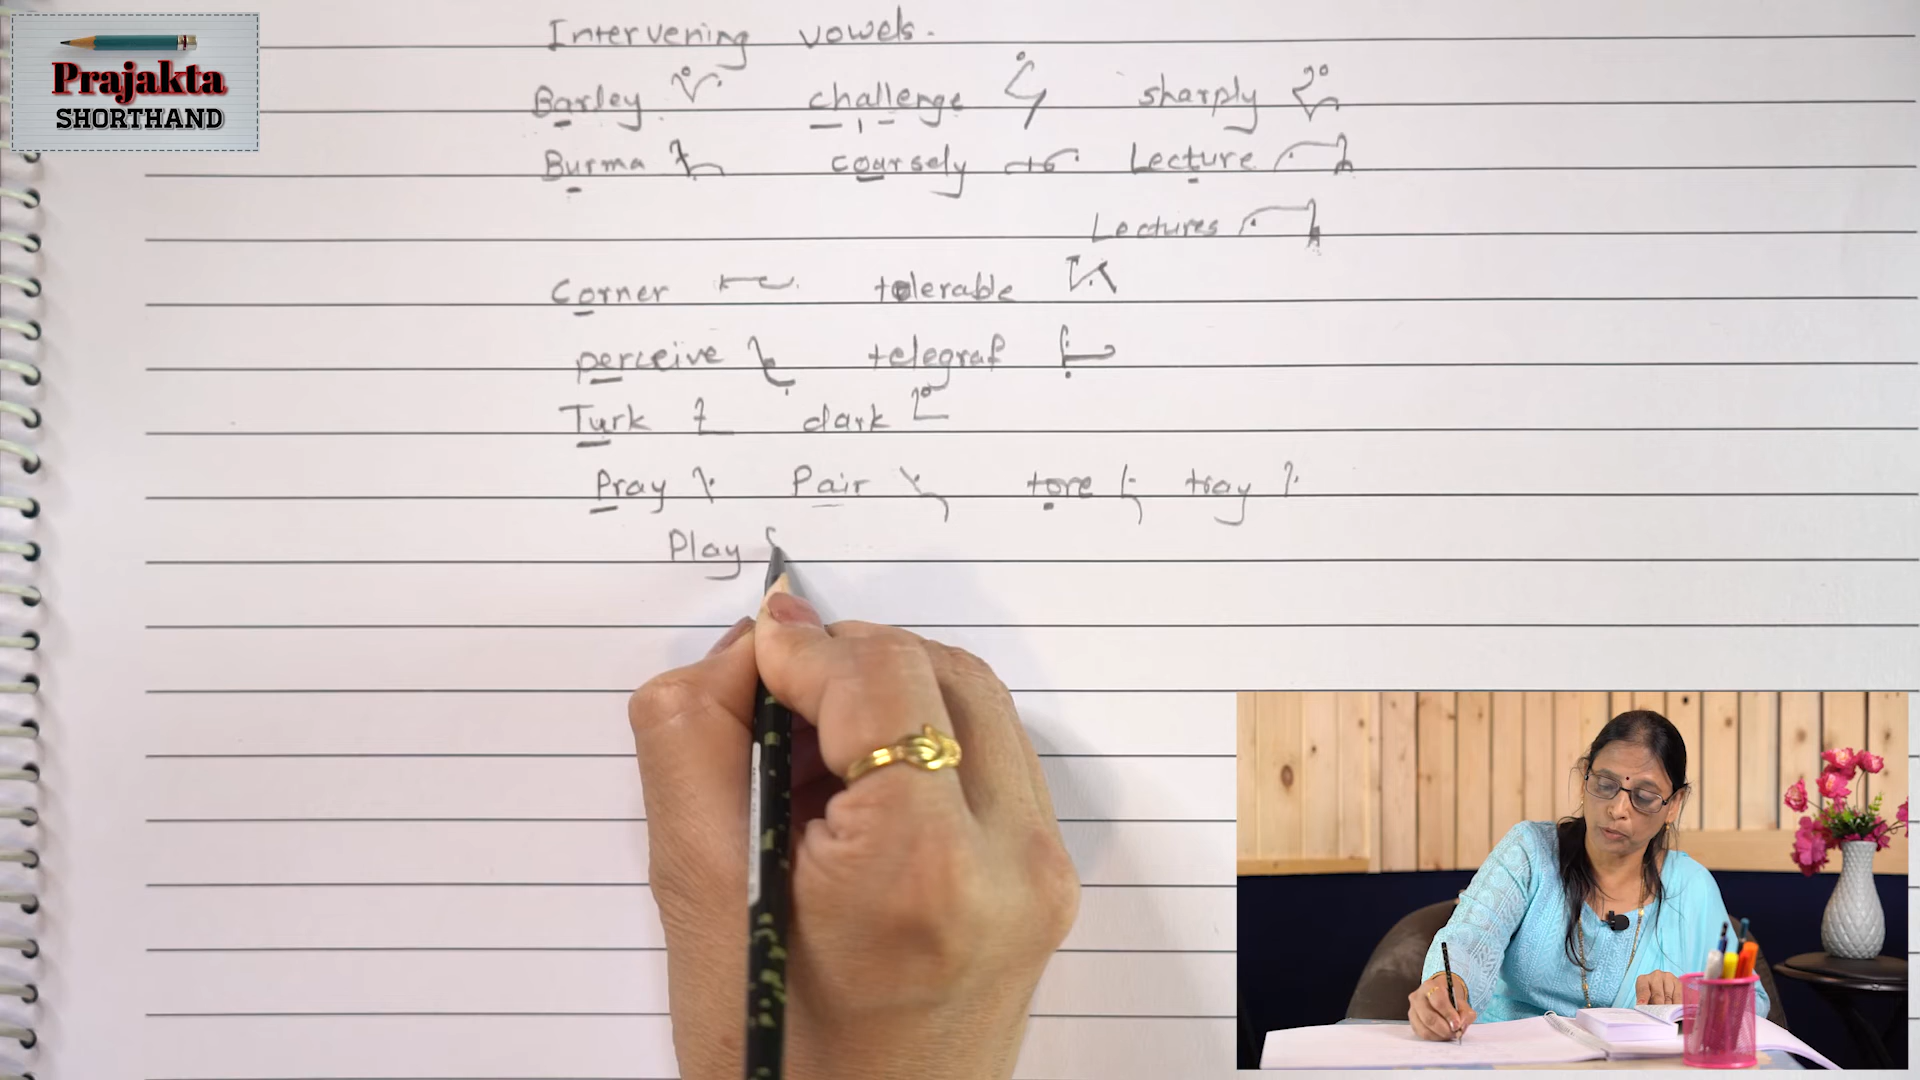 Prajakta
SHORTHAND
Intervening vowels.
Barley challenge sharply
Burma coarsely Lecture
Lectures
Corner tolerable
perceive telegraf
Turk dark
Pray Pair tore tray
Play